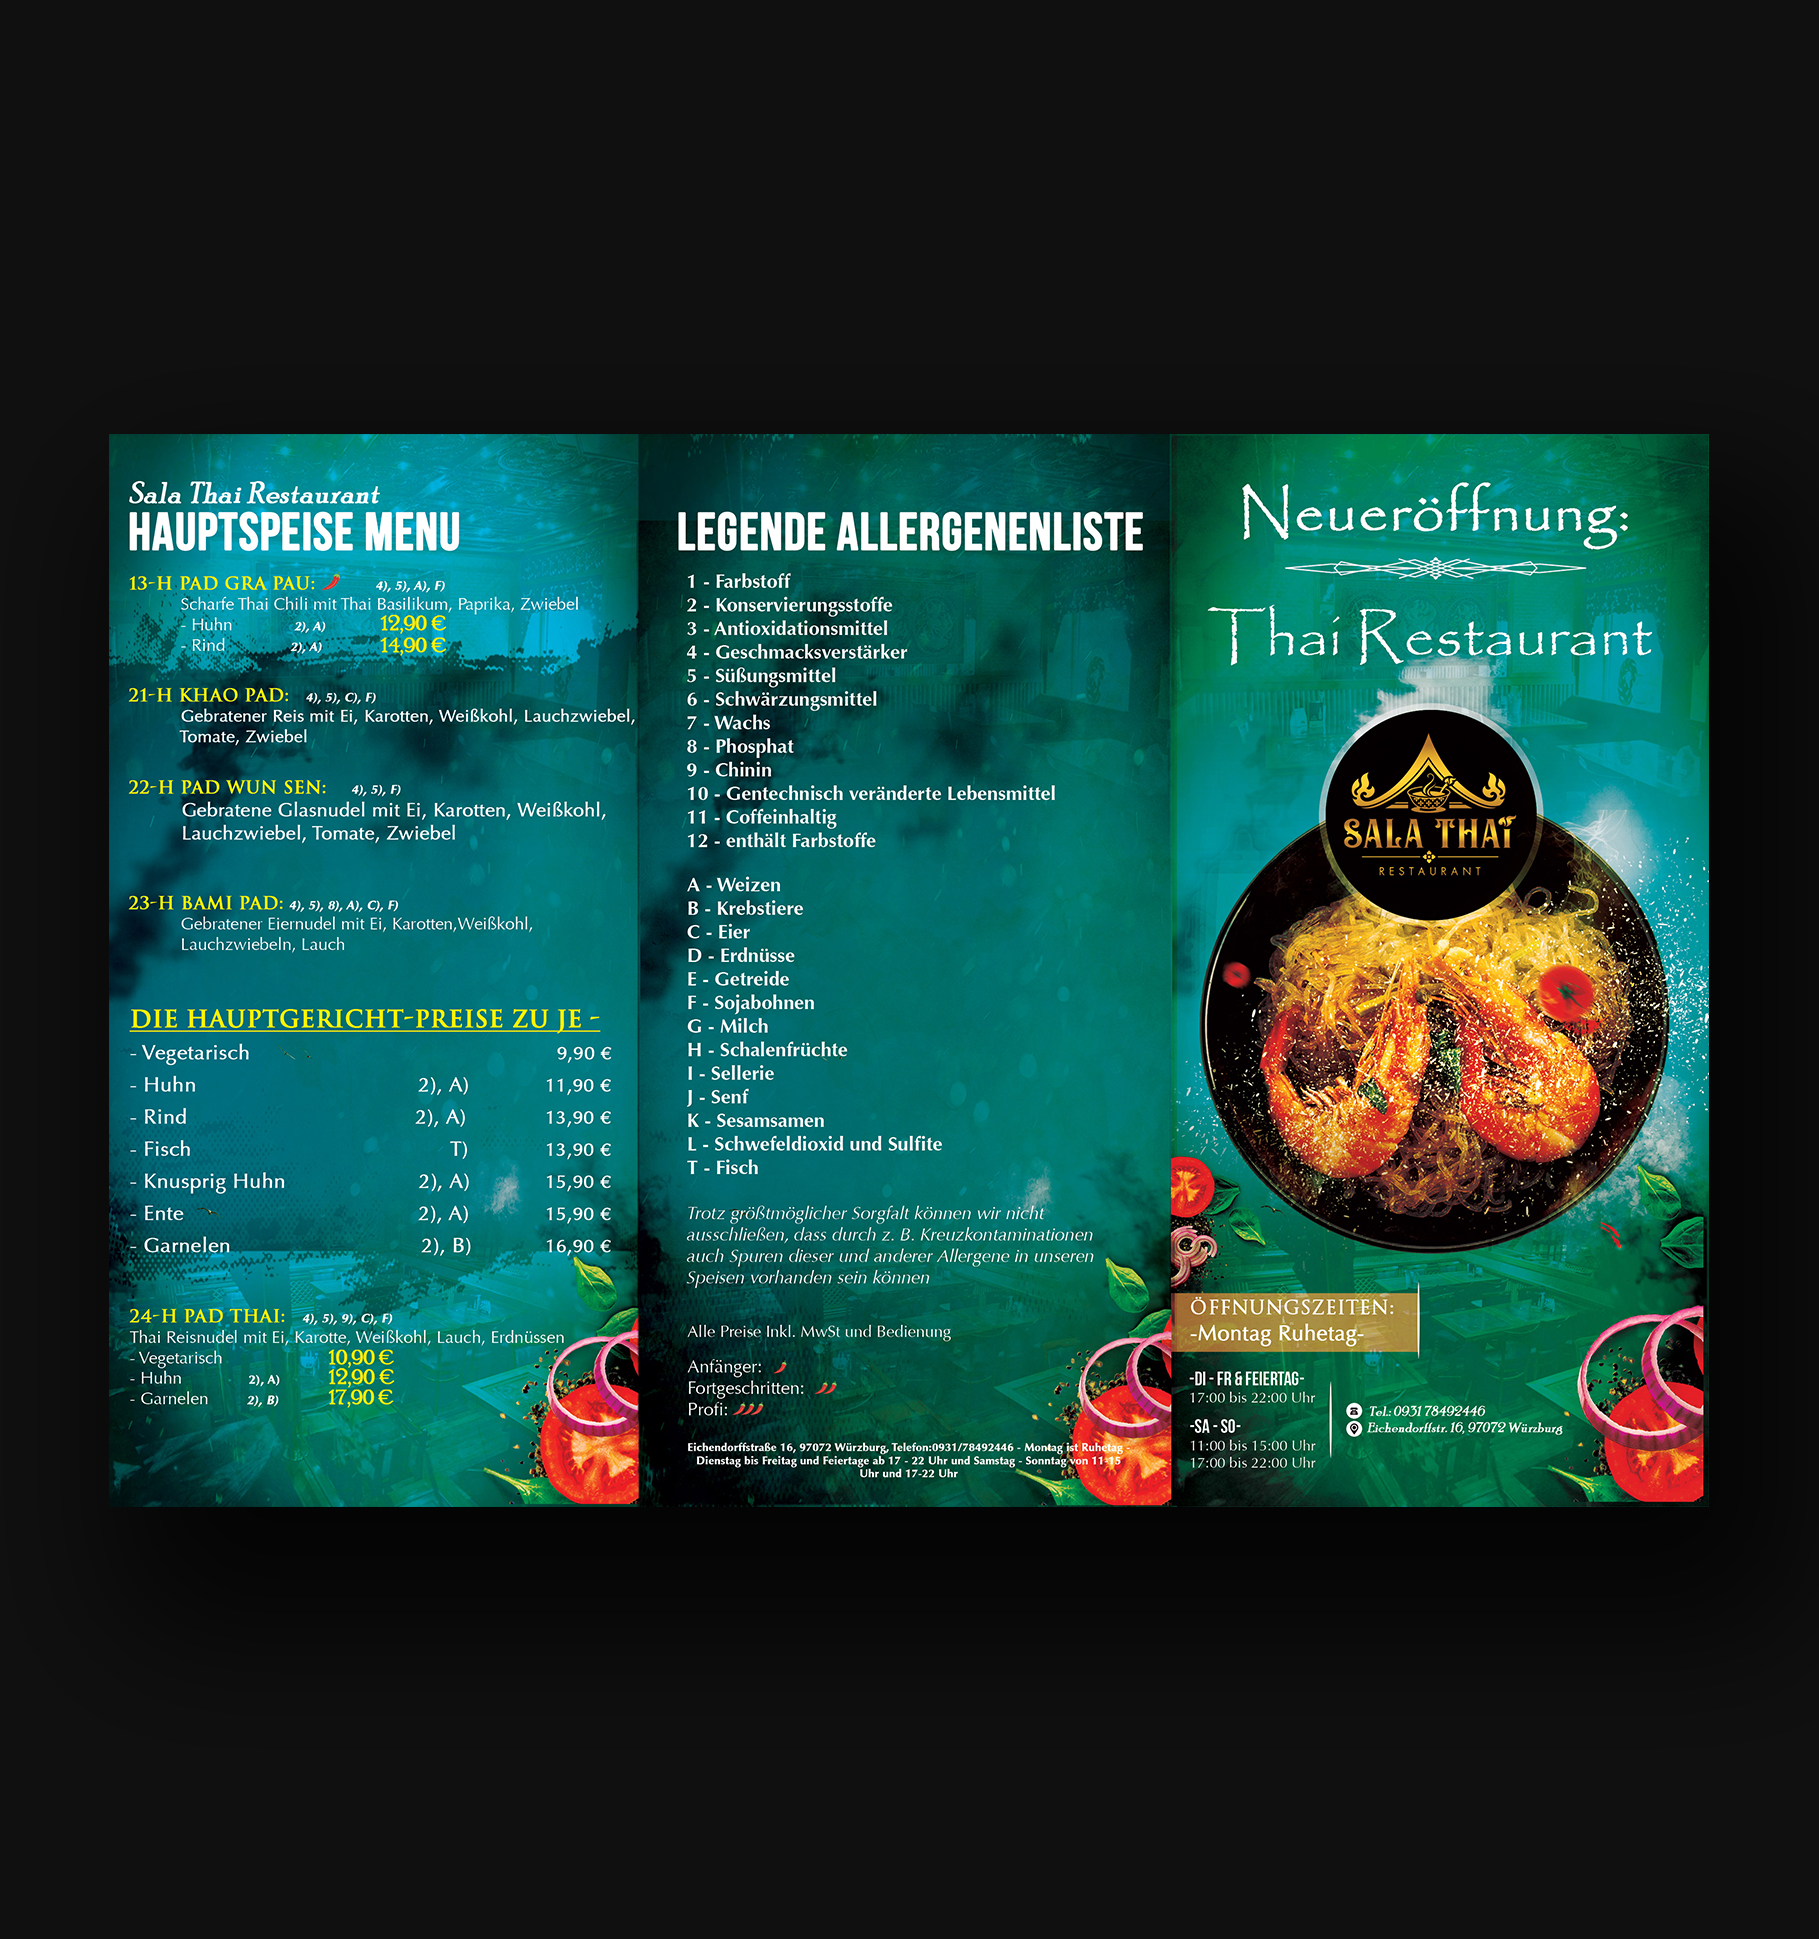 Sala Thai Restaurant
HAUPTSPEISE MENU
13-H PAD GRA PAU: 4), 5), A), F)
Scharfe Thai Chili mit Thai Basilikum, Paprika, Zwiebel
- Huhn 2), A) 12,90 €
- Rind 2), A) 14,90 €
21-H KHAO PAD: 4), 5), C), F)
Gebratener Reis mit Ei, Karotten, Weißkohl, Lauchzwiebel,
Tomate, Zwiebel
22-H PAD WUN SEN: 4), 5), F)
Gebratene Glasnudel mit Ei, Karotten, Weißkohl,
Lauchzwiebel, Tomate, Zwiebel
23-H BAMI PAD: 4), 5), 8), A), C), F)
Gebratener Eiernudel mit Ei, Karotten,Weißkohl,
Lauchzwiebeln, Lauch
DIE HAUPTGERICHT-PREISE ZU JE -
- Vegetarisch 9,90 €
- Huhn 2), A) 11,90 €
- Rind 2), A) 13,90 €
- Fisch T) 13,90 €
- Knusprig Huhn 2), A) 15,90 €
- Ente 2), A) 15,90 €
- Garnelen 2), B) 16,90 €
24-H PAD THAI: 4), 5), 9), C), F)
Thai Reisnudel mit Ei, Karotte, Weißkohl, Lauch, Erdnüssen
- Vegetarisch 10,90 €
- Huhn 2), A) 12,90 €
- Garnelen 2), B) 17,90 €
LEGENDE ALLERGENENLISTE
1 - Farbstoff
2 - Konservierungsstoffe
3 - Antioxidationsmittel
4 - Geschmacksverstärker
5 - Süßungsmittel
6 - Schwärzungsmittel
7 - Wachs
8 - Phosphat
9 - Chinin
10 - Gentechnisch veränderte Lebensmittel
11 - Coffeinhaltig
12 - enthält Farbstoffe
A - Weizen
B - Krebstiere
C - Eier
D - Erdnüsse
E - Getreide
F - Sojabohnen
G - Milch
H - Schalenfrüchte
I - Sellerie
J - Senf
K - Sesamsamen
L - Schwefeldioxid und Sulfite
T - Fisch
Trotz größtmöglicher Sorgfalt können wir nicht
ausschließen, dass durch z. B. Kreuzkontaminationen
auch Spuren dieser und anderer Allergene in unseren
Speisen vorhanden sein können
Alle Preise Inkl. MwSt und Bedienung
Anfänger:
Fortgeschritten:
Profi:
Eichendorffstraße 16, 97072 Würzburg, Telefon:0931/78492446 - Montag ist Ruhetag -
Dienstag bis Freitag und Feiertage ab 17 - 22 Uhr und Samstag - Sonntag von 11-15
Uhr und 17-22 Uhr
Neueröffnung:
Thai Restaurant
SALA THAI
RESTAURANT
ÖFFNUNGSZEITEN:
-Montag Ruhetag-
-DI - FR & FEIERTAG-
17:00 bis 22:00 Uhr
-SA - SO-
11:00 bis 15:00 Uhr
17:00 bis 22:00 Uhr
Tel.: 0931 78492446
Eichendorffstr. 16, 97072 Würzburg